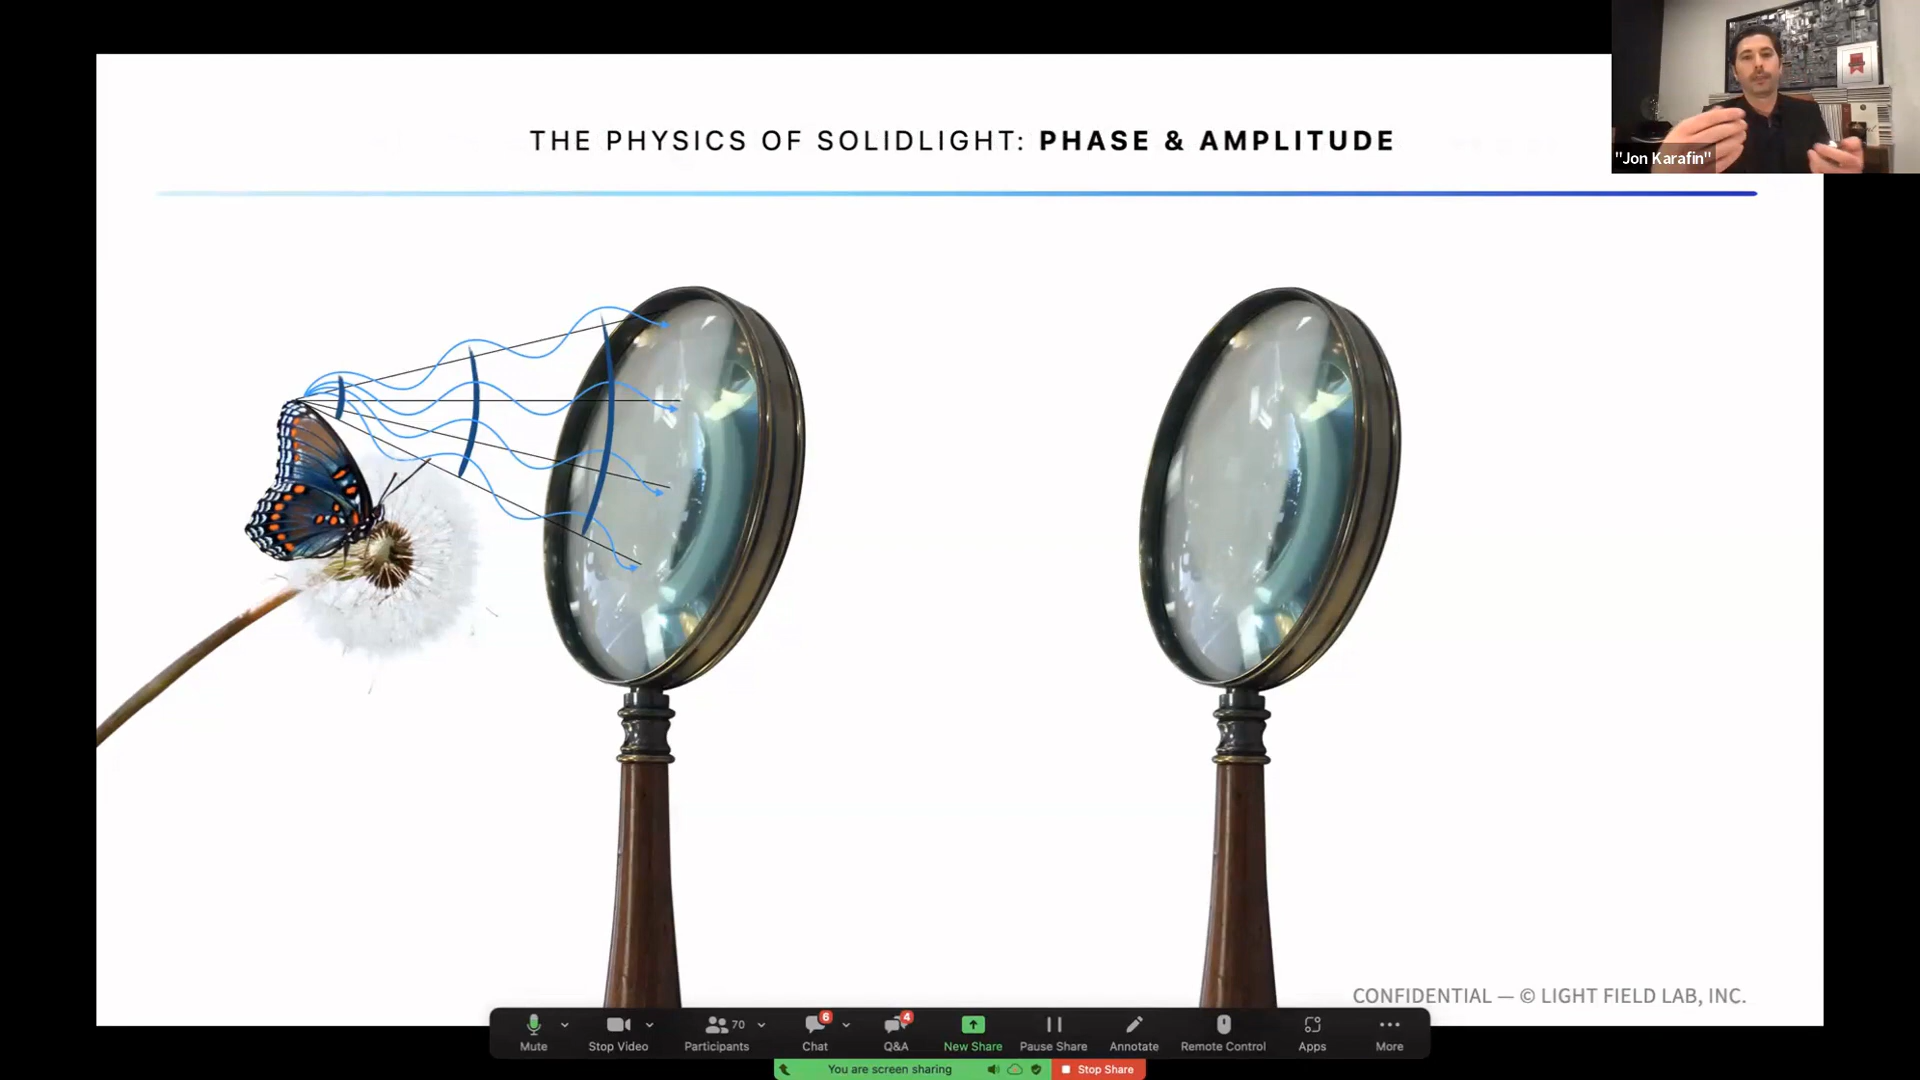 THE PHYSICS OF SOLIDLIGHT: PHASE & AMPLITUDE
"Jon Karafin"
CONFIDENTIAL — © LIGHT FIELD LAB, INC.
70
6
4
Mute
Stop Video
Participants
Chat
Q&A
New Share
Pause Share
Annotate
Remote Control
Apps
More
You are screen sharing
Stop Share